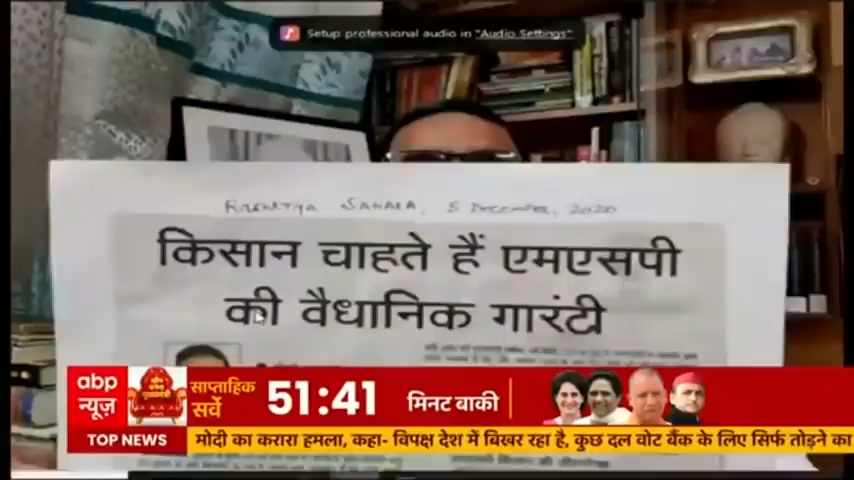 Setup professional audio in "Audio Settings"
RASHTRIYA SAHARA, 5 DECEMBER, 2020
किसान चाहते हैं एमएसपी
की वैधानिक गारंटी
abp
न्यूज़
साप्ताहिक
सर्वे
51:41 मिनट बाकी
TOP NEWS
मोदी का करारा हमला, कहा- विपक्ष देश में बिखर रहा है, कुछ दल वोट बैंक के लिए सिर्फ तोड़ने का